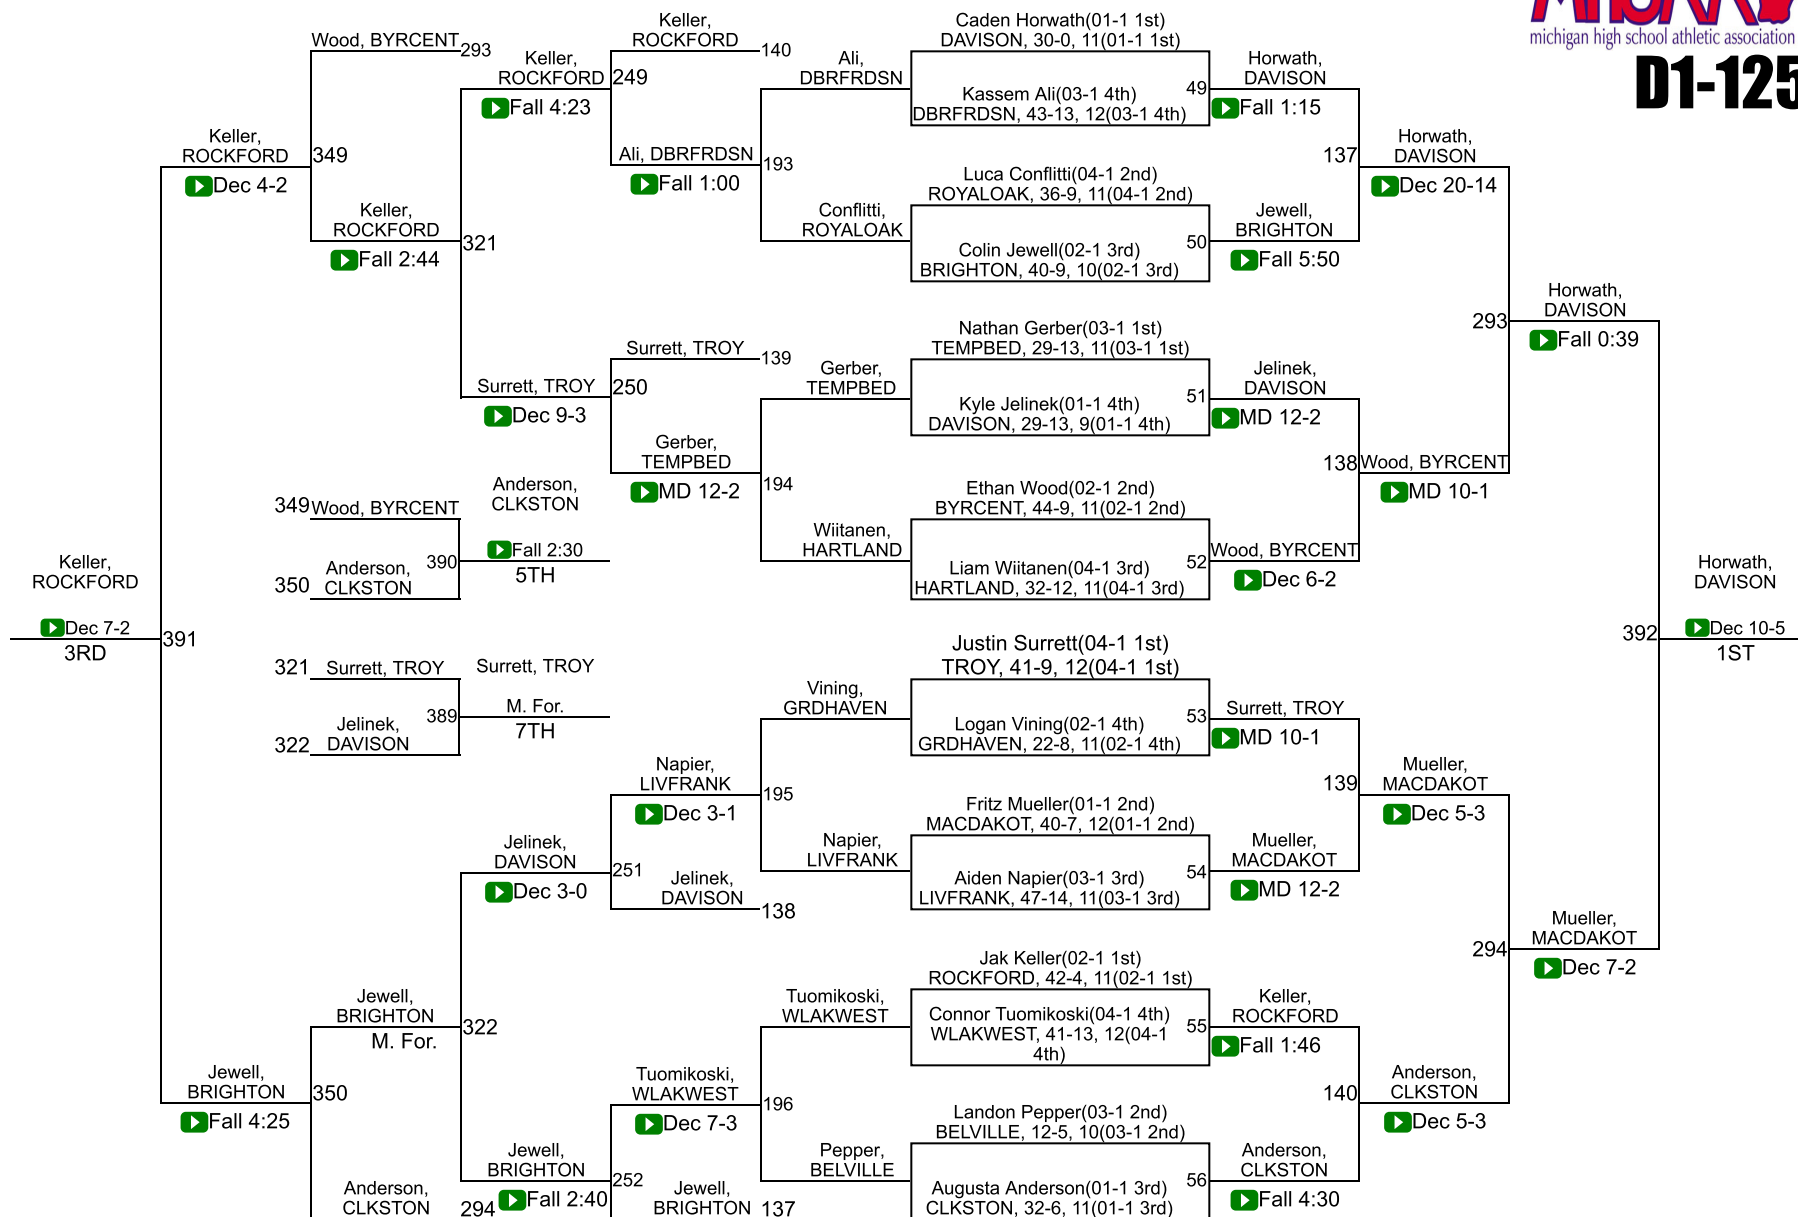 michigan high school athletic association
D1-125
Keller,
ROCKFORD
Dec 7-2
3RD
391
Keller,
ROCKFORD
Dec 4-2
Jewell,
BRIGHTON
Fall 4:25
Wood, BYRCENT
293
349
Keller,
ROCKFORD
Fall 2:44
349
Wood, BYRCENT
350
Anderson,
CLKSTON
390
Anderson,
CLKSTON
Fall 2:30
5TH
321
Surrett, TROY
322
Jelinek,
DAVISON
389
Surrett, TROY
M. For.
7TH
Jewell,
BRIGHTON
M. For.
350
Anderson,
CLKSTON
294
Keller,
ROCKFORD
Fall 4:23
321
Surrett, TROY
Dec 9-3
Jelinek,
DAVISON
Dec 3-0
322
Jewell,
BRIGHTON
Fall 2:40
Keller,
ROCKFORD
140
249
Ali, DBRFRDSN
Fall 1:00
Surrett, TROY
139
250
Gerber,
TEMPBED
MD 12-2
Napier,
LIVFRANK
Dec 3-1
251
Jelinek,
DAVISON
138
Tuomikoski,
WLAKWEST
Dec 7-3
252
Jewell,
BRIGHTON
137
Ali,
DBRFRDSN
193
Conflitti,
ROYALOAK
Gerber,
TEMPBED
194
Wiitanen,
HARTLAND
Vining,
GRDHAVEN
195
Napier,
LIVFRANK
Tuomikoski,
WLAKWEST
196
Pepper,
BELVILLE
Caden Horwath(01-1 1st)
DAVISON, 30-0, 11(01-1 1st)
Kassem Ali(03-1 4th)
DBRFRDSN, 43-13, 12(03-1 4th)
49
Luca Conflitti(04-1 2nd)
ROYALOAK, 36-9, 11(04-1 2nd)
Colin Jewell(02-1 3rd)
BRIGHTON, 40-9, 10(02-1 3rd)
50
Nathan Gerber(03-1 1st)
TEMPBED, 29-13, 11(03-1 1st)
Kyle Jelinek(01-1 4th)
DAVISON, 29-13, 9(01-1 4th)
51
Ethan Wood(02-1 2nd)
BYRCENT, 44-9, 11(02-1 2nd)
Liam Wiitanen(04-1 3rd)
HARTLAND, 32-12, 11(04-1 3rd)
52
Justin Surrett(04-1 1st)
TROY, 41-9, 12(04-1 1st)
Logan Vining(02-1 4th)
GRDHAVEN, 22-8, 11(02-1 4th)
53
Fritz Mueller(01-1 2nd)
MACDAKOT, 40-7, 12(01-1 2nd)
Aiden Napier(03-1 3rd)
LIVFRANK, 47-14, 11(03-1 3rd)
54
Jak Keller(02-1 1st)
ROCKFORD, 42-4, 11(02-1 1st)
Connor Tuomikoski(04-1 4th)
WLAKWEST, 41-13, 12(04-1
4th)
55
Landon Pepper(03-1 2nd)
BELVILLE, 12-5, 10(03-1 2nd)
Augusta Anderson(01-1 3rd)
CLKSTON, 32-6, 11(01-1 3rd)
56
Horwath,
DAVISON
Fall 1:15
137
Jewell,
BRIGHTON
Fall 5:50
Jelinek,
DAVISON
MD 12-2
138
Wood, BYRCENT
Dec 6-2
Surrett, TROY
MD 10-1
139
Mueller,
MACDAKOT
MD 12-2
Keller,
ROCKFORD
Fall 1:46
140
Anderson,
CLKSTON
Fall 4:30
Horwath,
DAVISON
Dec 20-14
293
Wood, BYRCENT
MD 10-1
Mueller,
MACDAKOT
Dec 5-3
294
Anderson,
CLKSTON
Dec 5-3
Horwath,
DAVISON
Fall 0:39
392
Mueller,
MACDAKOT
Dec 7-2
Horwath,
DAVISON
Dec 10-5
1ST